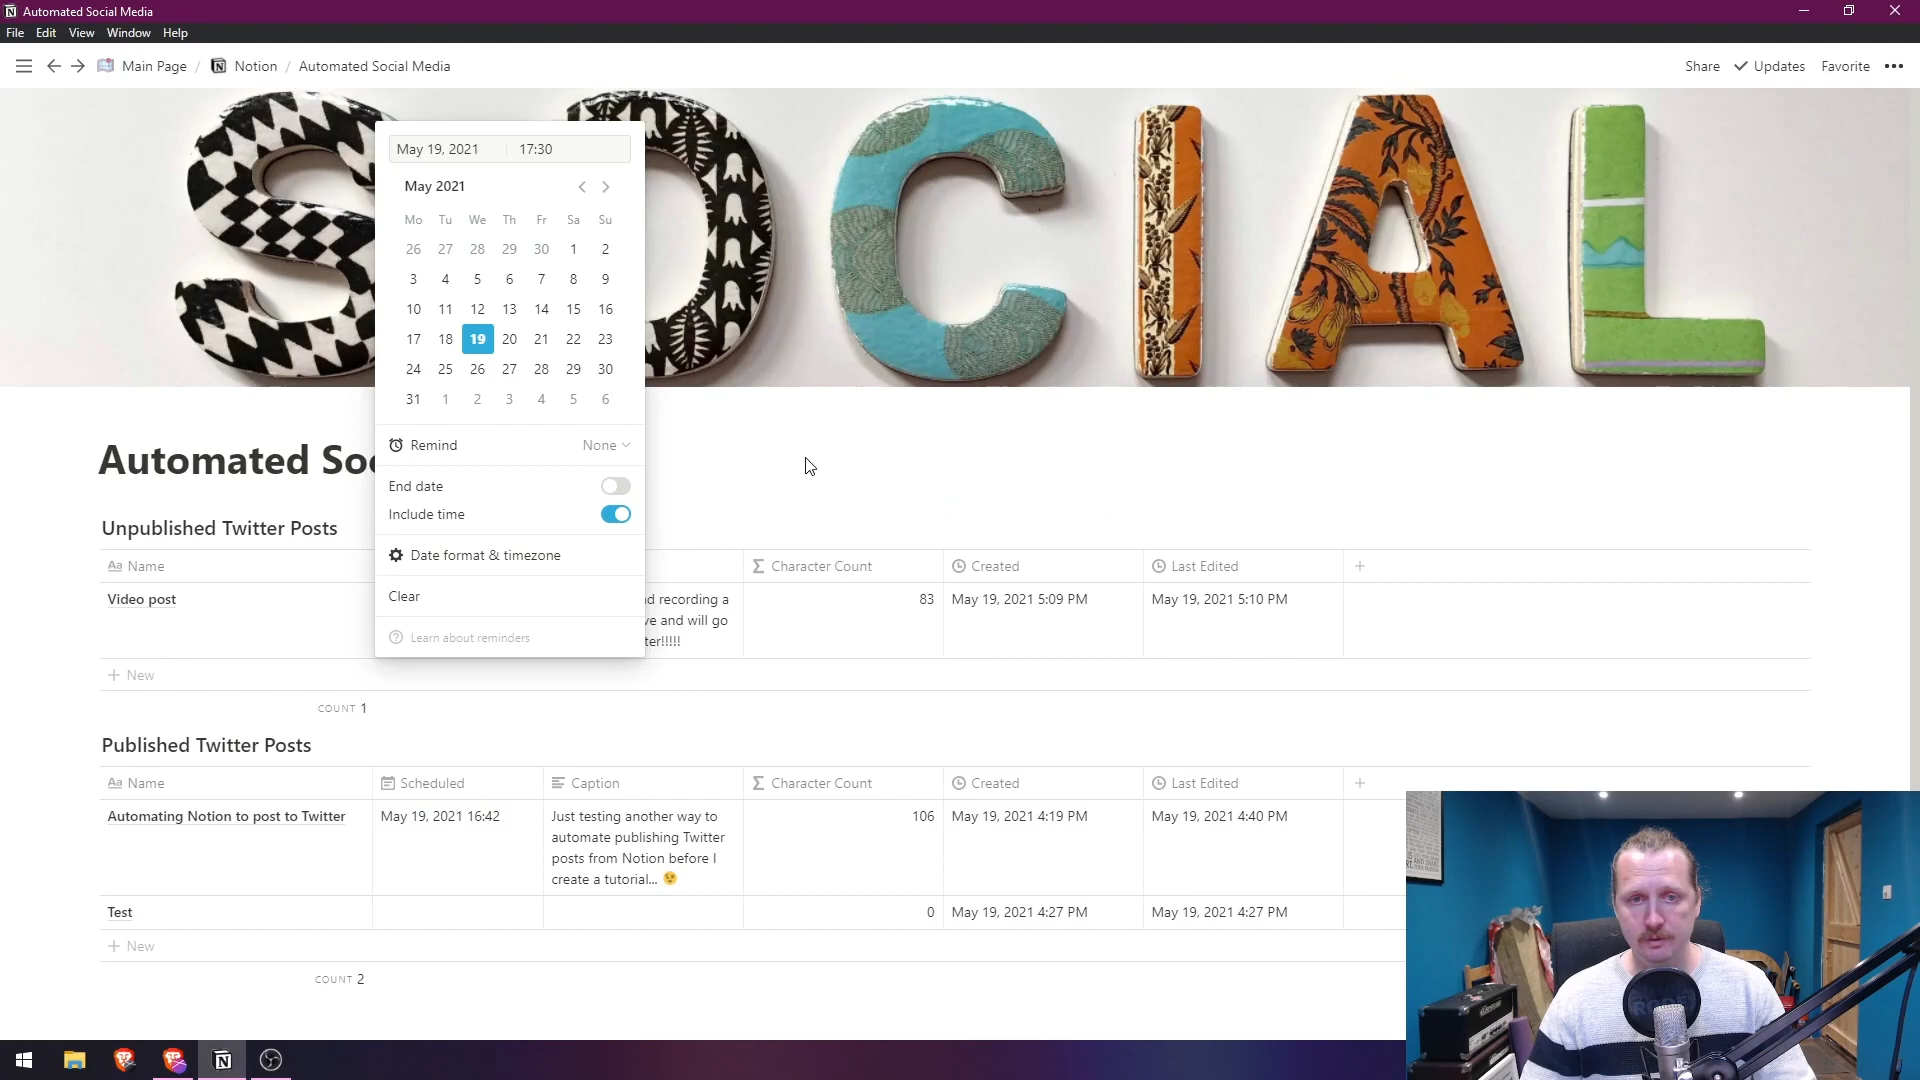 Automated Social Media
File Edit View Window Help
Main Page / Notion / Automated Social Media
Share Updates Favorite
SOCIAL
May 19, 2021 17:30
May 2021
Mo Tu We Th Fr Sa Su
26 27 28 29 30 1 2
3 4 5 6 7 8 9
10 11 12 13 14 15 16
17 18 19 20 21 22 23
24 25 26 27 28 29 30
31 1 2 3 4 5 6
Remind None
End date
Include time
Date format & timezone
Clear
Learn about reminders
Automated Soc
Unpublished Twitter Posts
Aa Name Σ Character Count Created Last Edited +
Video post nd recording a 83 May 19, 2021 5:09 PM May 19, 2021 5:10 PM
ve and will go
ter!!!!!
+ New
COUNT 1
Published Twitter Posts
Aa Name Scheduled Caption Σ Character Count Created Last Edited +
Automating Notion to post to Twitter May 19, 2021 16:42 Just testing another way to 106 May 19, 2021 4:19 PM May 19, 2021 4:40 PM
automate publishing Twitter
posts from Notion before I
create a tutorial... 😉
Test 0 May 19, 2021 4:27 PM May 19, 2021 4:27 PM
+ New
COUNT 2
RODE